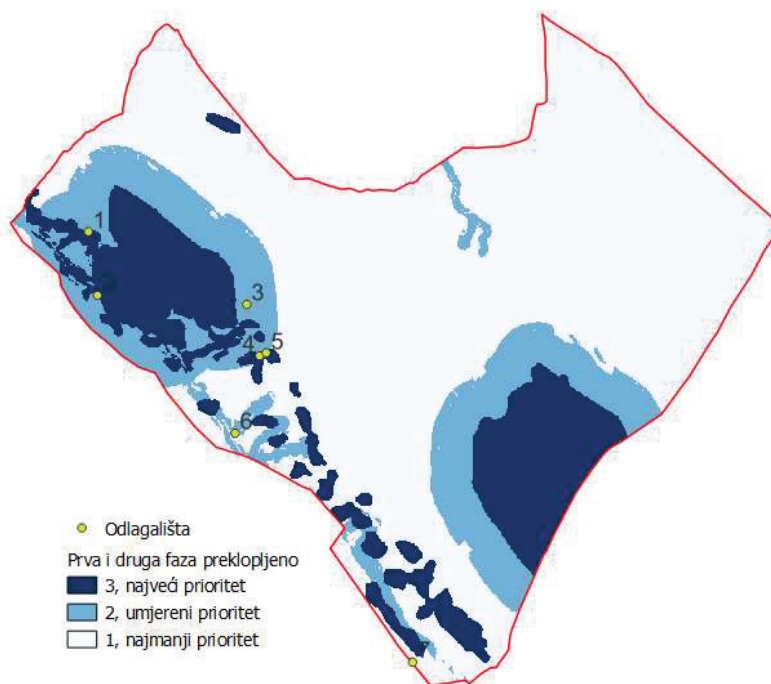 1
3
4 5
6
7
Odlagališta
Prva i druga faza preklopljeno
3, najveći prioritet
2, umjereni prioritet
1, najmanji prioritet